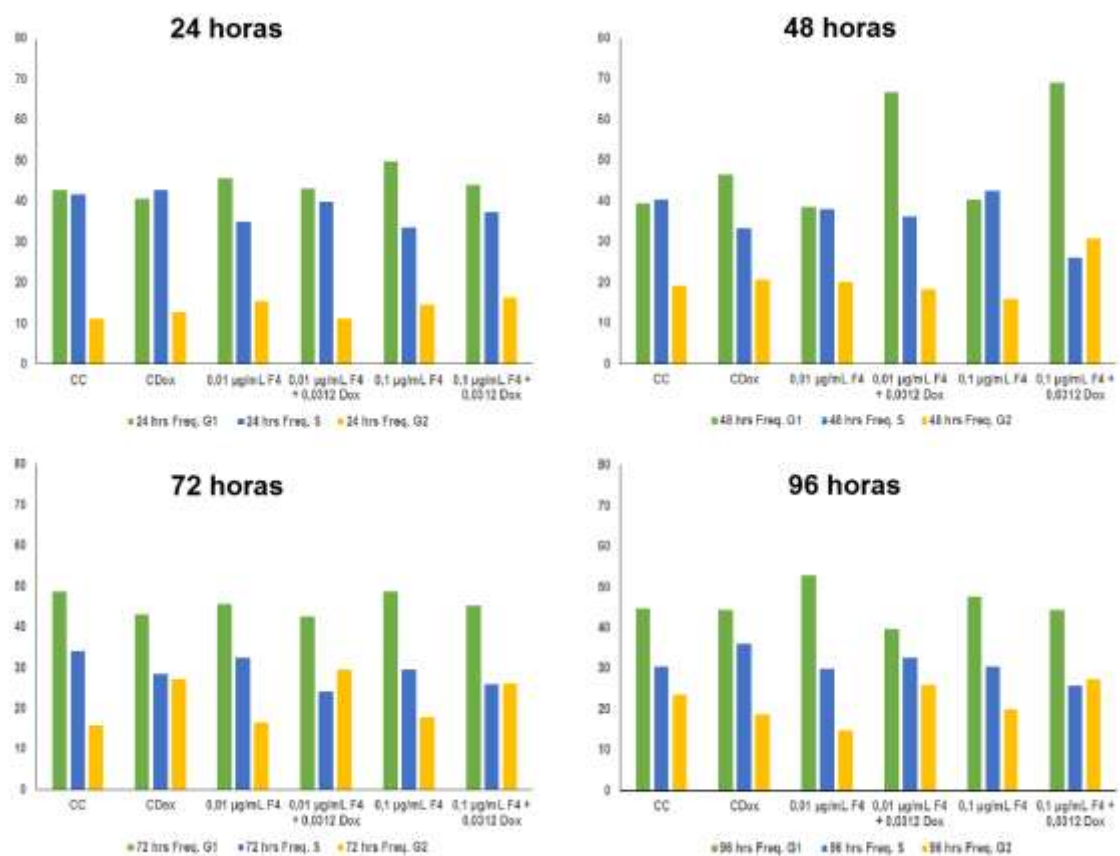 24 horas
80
70
60
50
40
30
20
10
0
CC CDox 0,01 µg/mL F4 0,01 µg/mL F4 0,1 µg/mL F4 0,1 µg/mL F4 +
+ 0,0312 Dox 0,0312 Dox
24 hrs Freq. G1 24 hrs Freq. S 24 hrs Freq. G2
48 horas
80
70
60
50
40
30
20
10
0
CC CDox 0,01 µg/mL F4 0,01 µg/mL F4 0,1 µg/mL F4 0,1 µg/mL F4 +
+ 0,0312 Dox 0,0312 Dox
48 hrs Freq. G1 48 hrs Freq. S 48 hrs Freq. G2
72 horas
80
70
60
50
40
30
20
10
0
CC CDox 0,01 µg/mL F4 0,01 µg/mL F4 0,1 µg/mL F4 0,1 µg/mL F4 +
+ 0,0312 Dox 0,0312 Dox
72 hrs Freq. G1 72 hrs Freq. S 72 hrs Freq. G2
96 horas
80
70
60
50
40
30
20
10
0
CC CDox 0,01 µg/mL F4 0,01 µg/mL F4 0,1 µg/mL F4 0,1 µg/mL F4 +
+ 0,0312 Dox 0,0312 Dox
96 hrs Freq. G1 96 hrs Freq. S 96 hrs Freq. G2